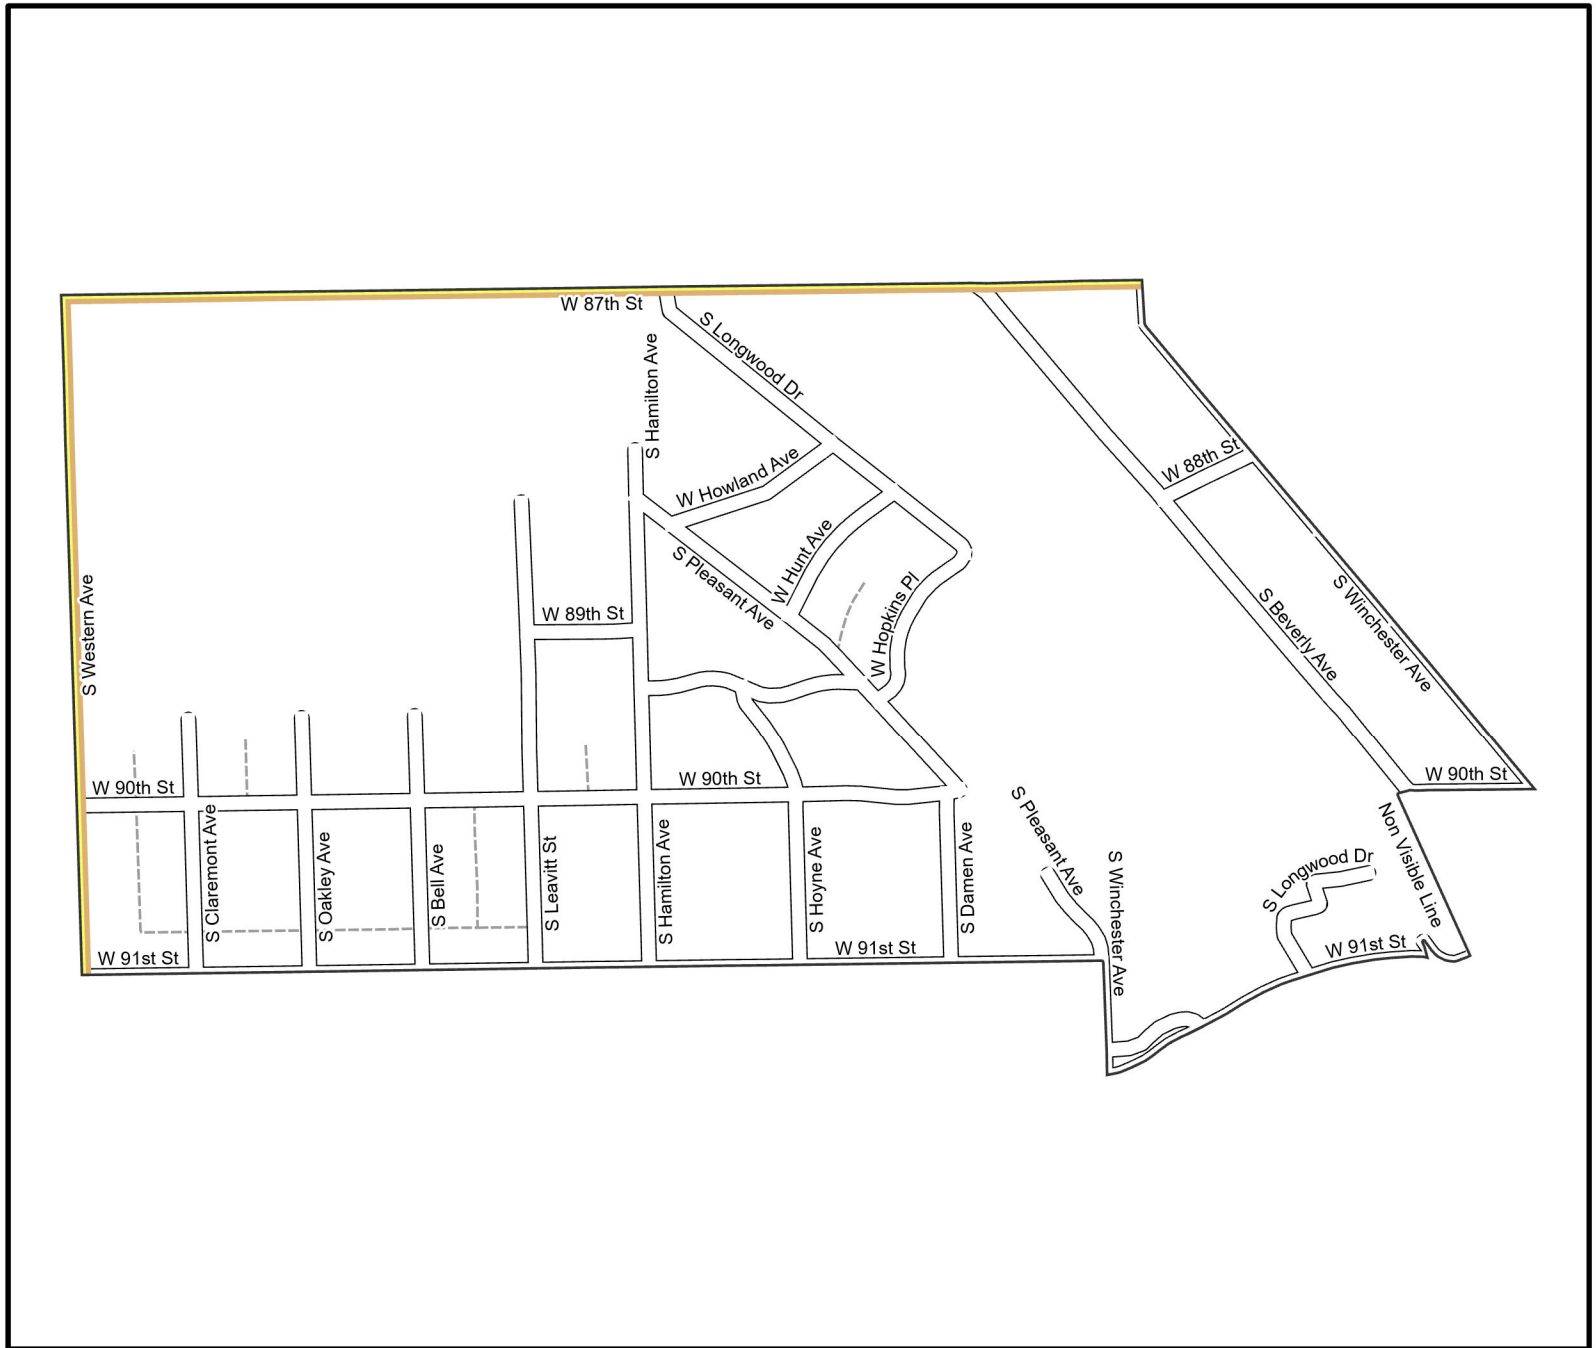 W 87th St
S Longwood Dr
S Hamilton Ave
W 88th St
W Howland Ave
W Hunt Ave
S Pleasant Ave
W Hopkins Pl
S Western Ave
W 89th St
S Beverly Ave
S Winchester Ave
W 90th St
W 90th St
W 90th St
S Claremont Ave
S Oakley Ave
S Bell Ave
S Leavitt St
S Hamilton Ave
S Hoyne Ave
S Damen Ave
S Pleasant Ave
S Winchester Ave
S Longwood Dr
Non Visible Line
W 91st St
W 91st St
W 91st St